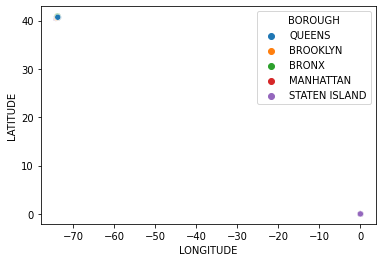 BOROUGH
QUEENS
BROOKLYN
BRONX
MANHATTAN
STATEN ISLAND
40
30
20
10
0
LATITUDE
−70 −60 −50 −40 −30 −20 −10 0
LONGITUDE